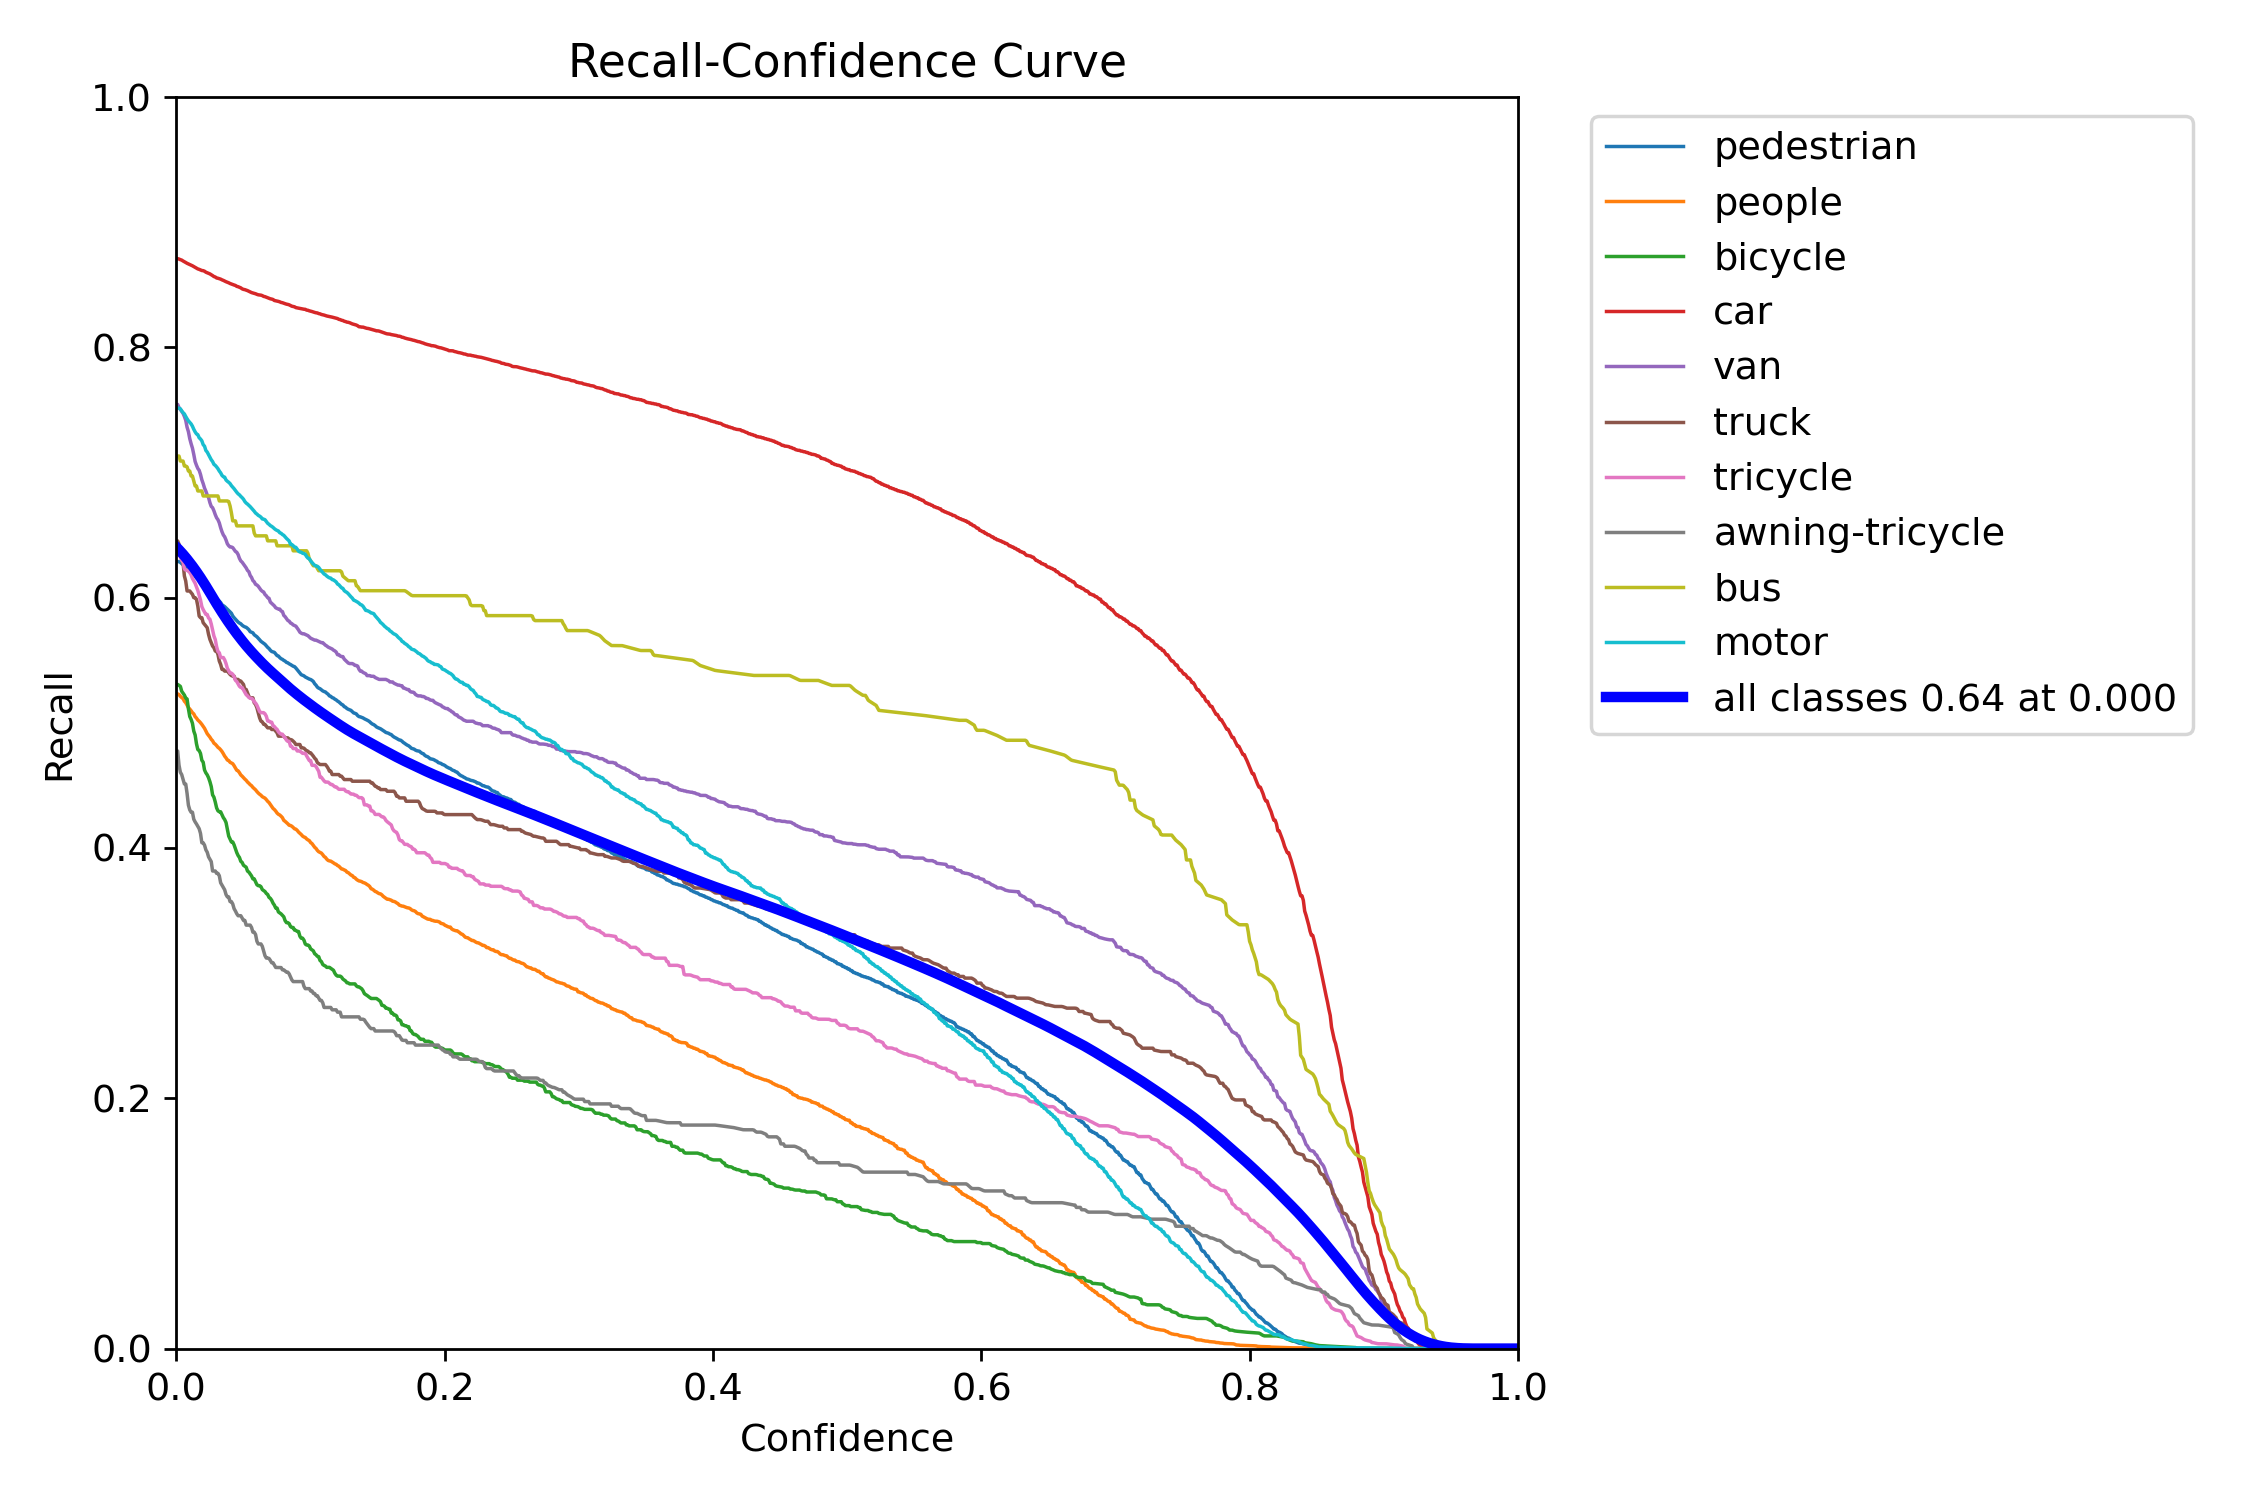 Recall-Confidence Curve
1.0
0.8
0.6
0.4
0.2
0.0
Recall
0.0 0.2 0.4 0.6 0.8 1.0
Confidence
pedestrian
people
bicycle
car
van
truck
tricycle
awning-tricycle
bus
motor
all classes 0.64 at 0.000